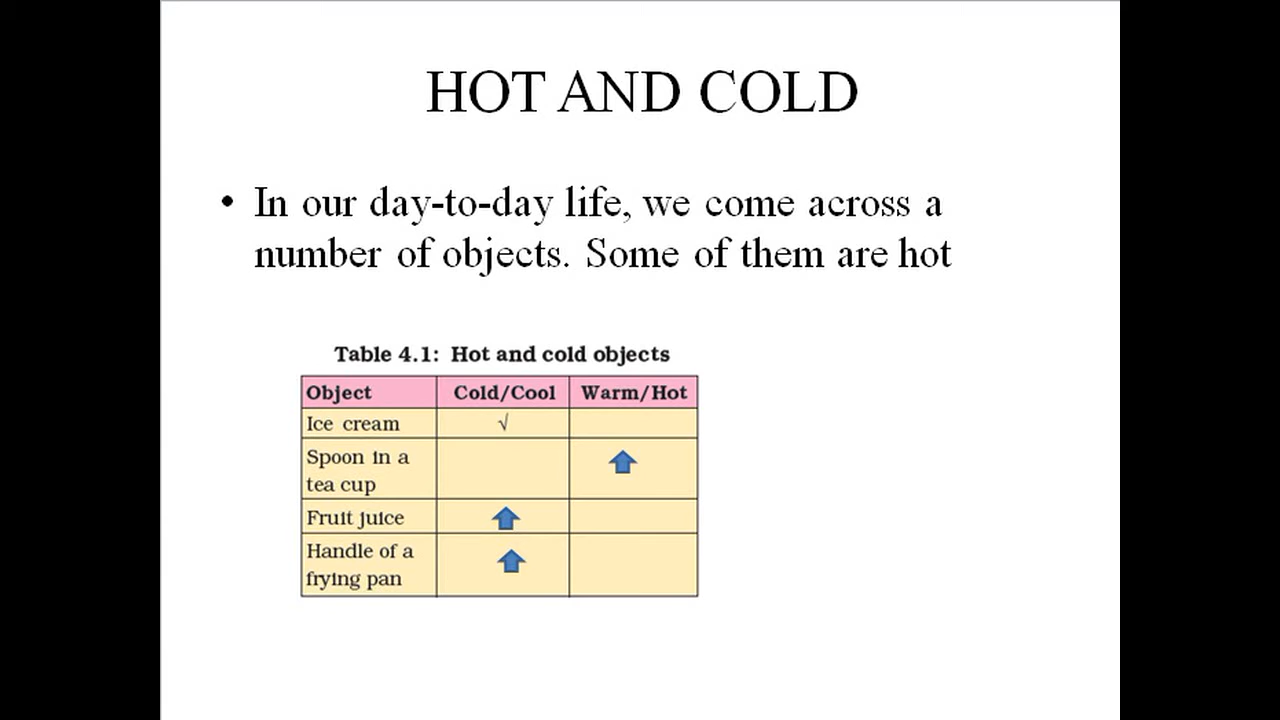 HOT AND COLD
• In our day-to-day life, we come across a
number of objects. Some of them are hot
Table 4.1: Hot and cold objects
Object Cold/Cool Warm/Hot
Ice cream √
Spoon in a
tea cup
Fruit juice
Handle of a
frying pan